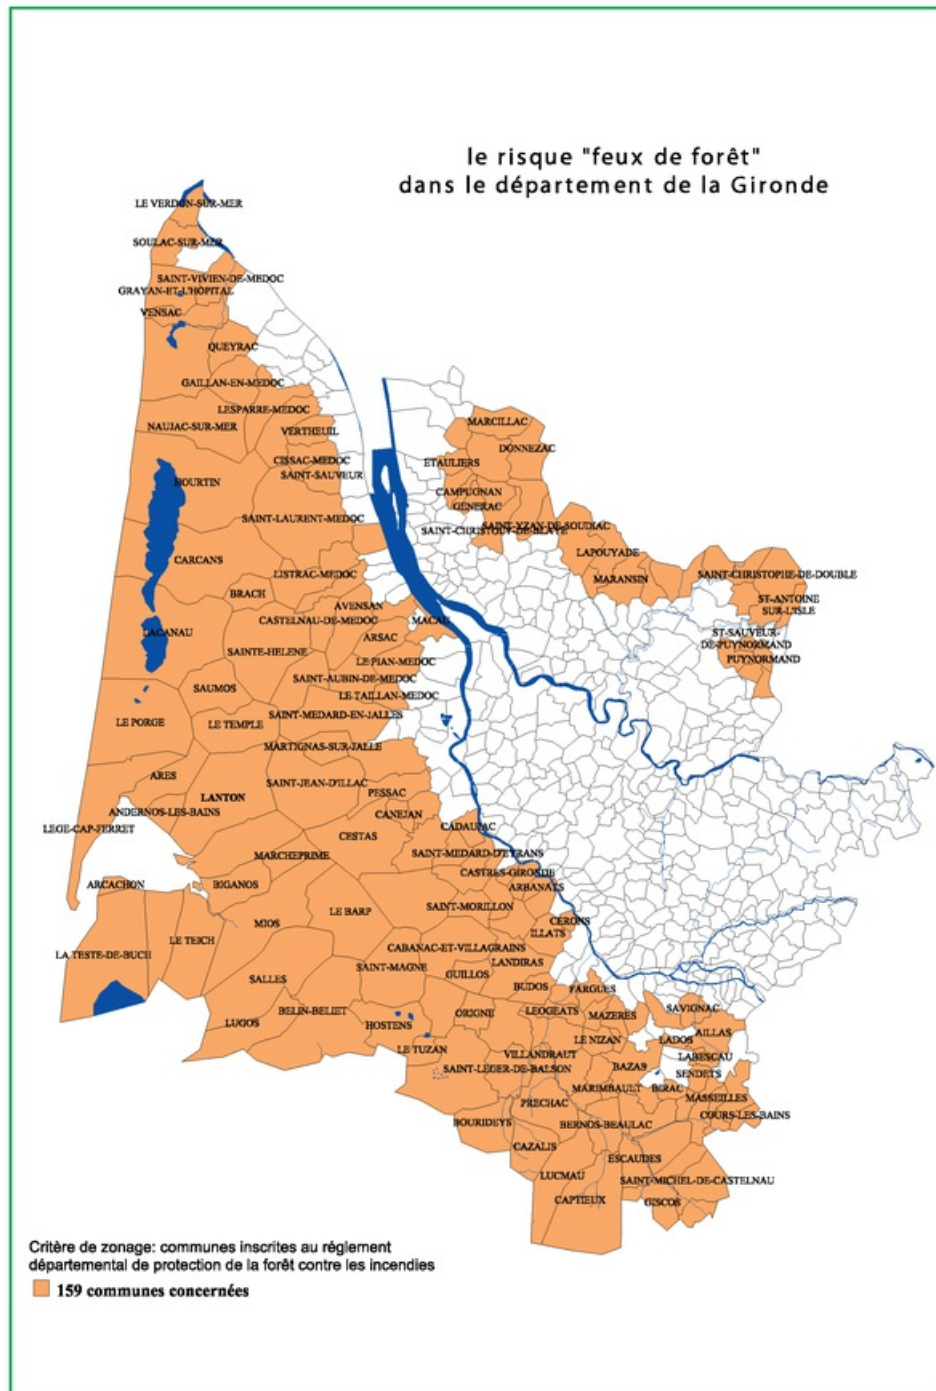 le risque "feux de forêt"
dans le département de la Gironde
LE VERDON-SUR-MER
SOULAC-SUR-MER
SAINT-VIVIEN-DE-MEDOC
GRAYAN-ET-L'HOPITAL
VENSAC
QUEYRAC
GAILLAN-EN-MEDOC
LESPARRE-MEDOC
NAUJAC-SUR-MER
VERTHEUIL
CISSAC-MEDOC
SAINT-SAUVEUR
HOURTIN
SAINT-LAURENT-MEDOC
CARCANS
LISTRAC-MEDOC
BRACH
AVENSAN
CASTELNAU-DE-MEDOC
MACAU
LACANAU
ARSAC
SAINTE-HELENE
LE PIAN-MEDOC
SAINT-AUBIN-DE-MEDOC
SAUMOS
LE TAILLAN-MEDOC
LE PORGE
LE TEMPLE
SAINT-MEDARD-EN-JALLES
MARTIGNAS-SUR-JALLE
ARES
SAINT-JEAN-D'ILLAC
PESSAC
LANTON
ANDERNOS-LES-BAINS
CANEJAN
LEGE-CAP-FERRET
CESTAS
CADAUJAC
MARCHEPRIME
SAINT-MEDARD-D'EYRANS
CASTRES-GIRONDE
ARCACHON
BIGANOS
ARBANATS
LE BARP
SAINT-MORILLON
MIOS
CERONS
ILLATS
LE TEICH
LA TESTE-DE-BUCH
CABANAC-ET-VILLAGRAINS
SAINT-MAGNE
LANDIRAS
GUILLOS
SALLES
BUDOS
FARGUES
BELIN-BELIET
ORIGNE
LEOGEATS
MAZERES
SAVIGNAC
LUGOS
HOSTENS
AILLAS
LE NIZAN
LADOS
LE TUZAN
VILLANDRAUT
LABESCAU
SAINT-LEGER-DE-BALSON
BAZAS
SENDETS
MARIMBAULT
BIRAC
MASSEILLES
PRECHAC
COURS-LES-BAINS
BOURIDEYS
BERNOS-BEAULAC
CAZALIS
ESCAUDES
LUCMAU
SAINT-MICHEL-DE-CASTELNAU
CAPTIEUX
GISCOS
MARCILLAC
DONNEZAC
ETAULIERS
CAMPUGNAN
GENERAC
SAINT-YZAN-DE-SOUDIAC
SAINT-CHRISTOLY-DE-BLAYE
LAPOUYADE
MARANSIN
SAINT-CHRISTOPHE-DE-DOUBLE
ST-ANTOINE
SUR-L'ISLE
ST-SAUVEUR-
DE-PUYNORMAND
PUYNORMAND
Critère de zonage: communes inscrites au réglement
départemental de protection de la forêt contre les incendies
159 communes concernées